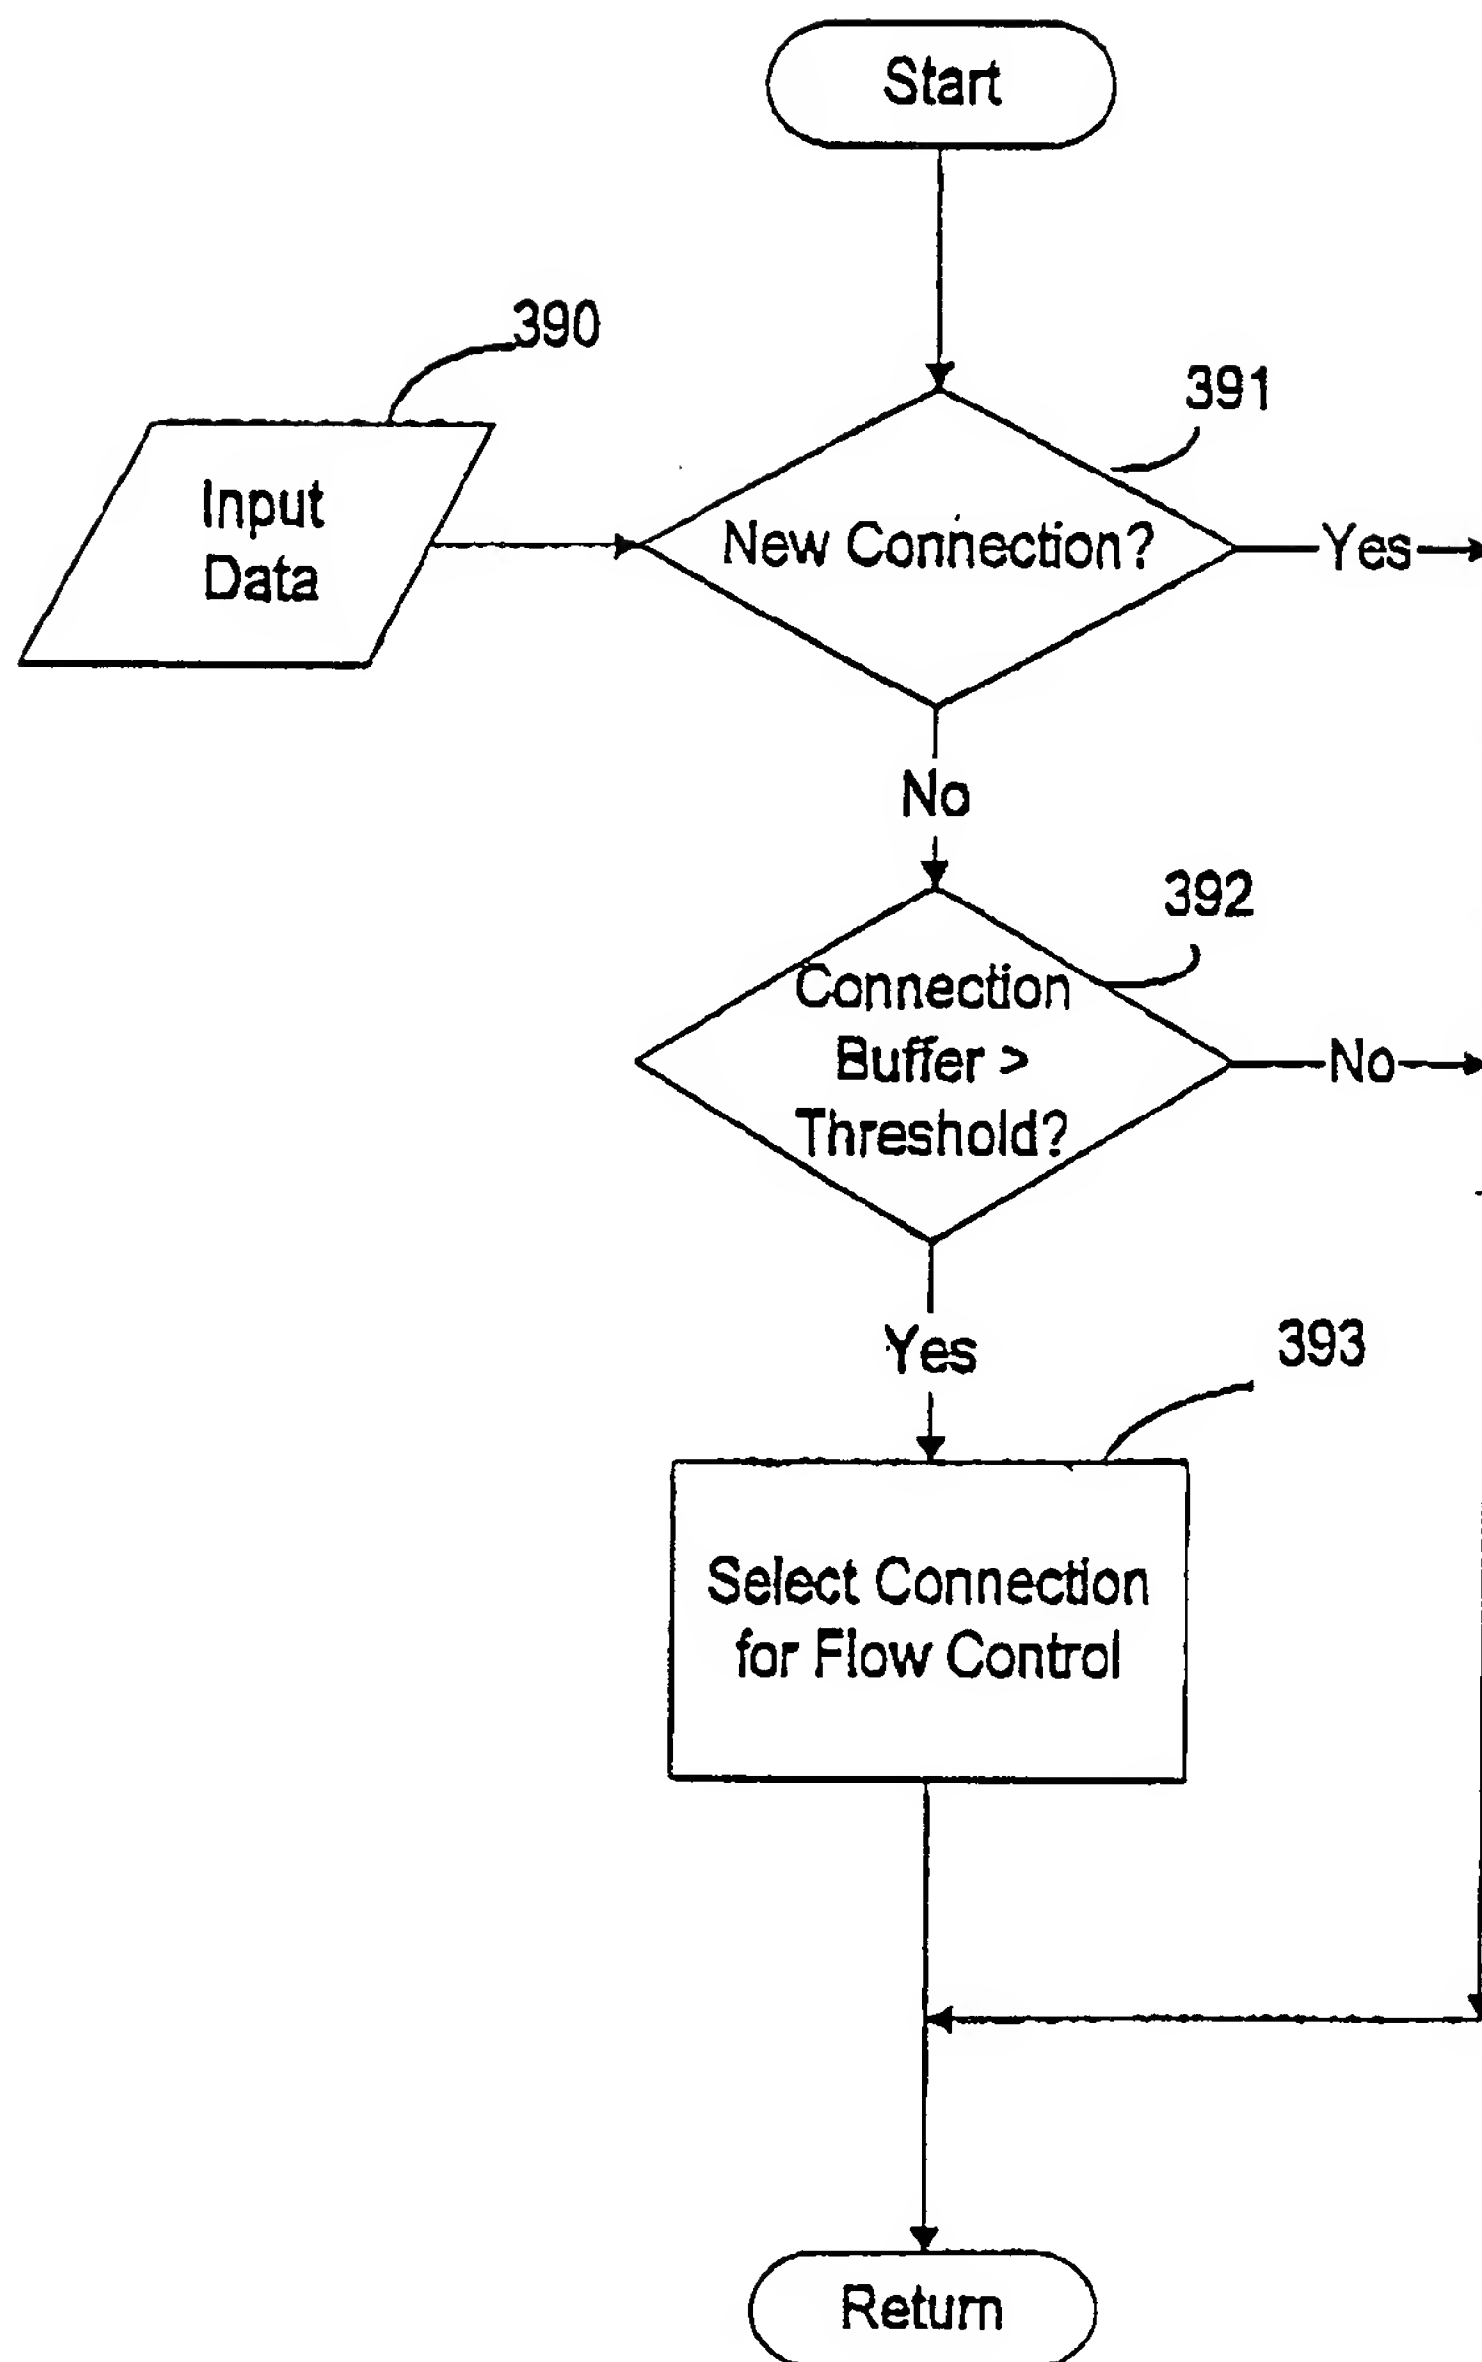 Start
390
391
Input
Data
New Connection?
Yes
No
392
Connection
Buffer >
Threshold?
No
Yes
393
Select Connection
for Flow Control
Return